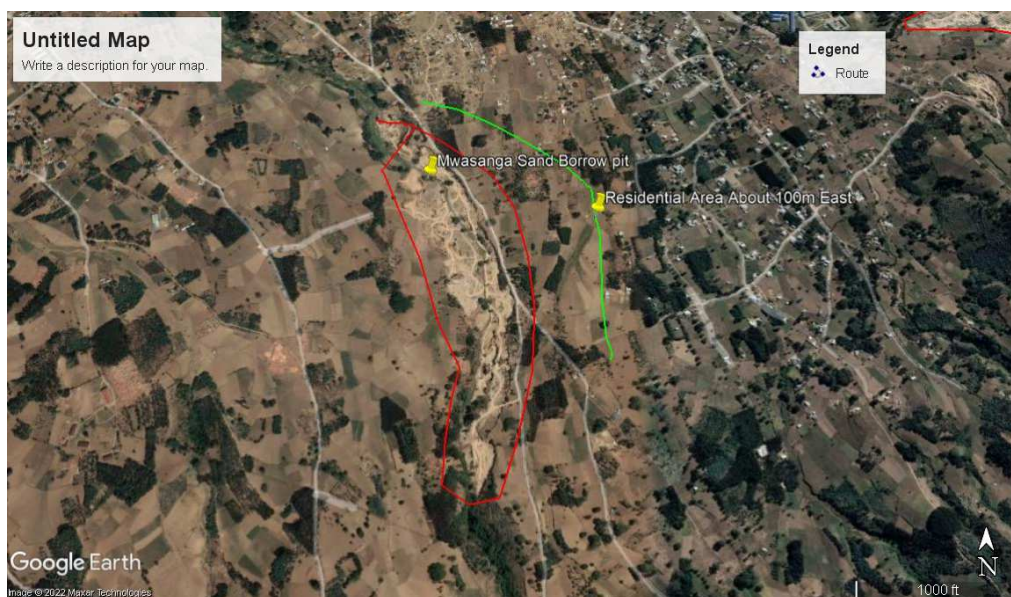 Untitled Map
Write a description for your map.
Legend
Route
Mwasanga Sand Borrow pit
Residential Area About 100m East
Google Earth
Image © 2022 Maxar Technologies
N
1000 ft